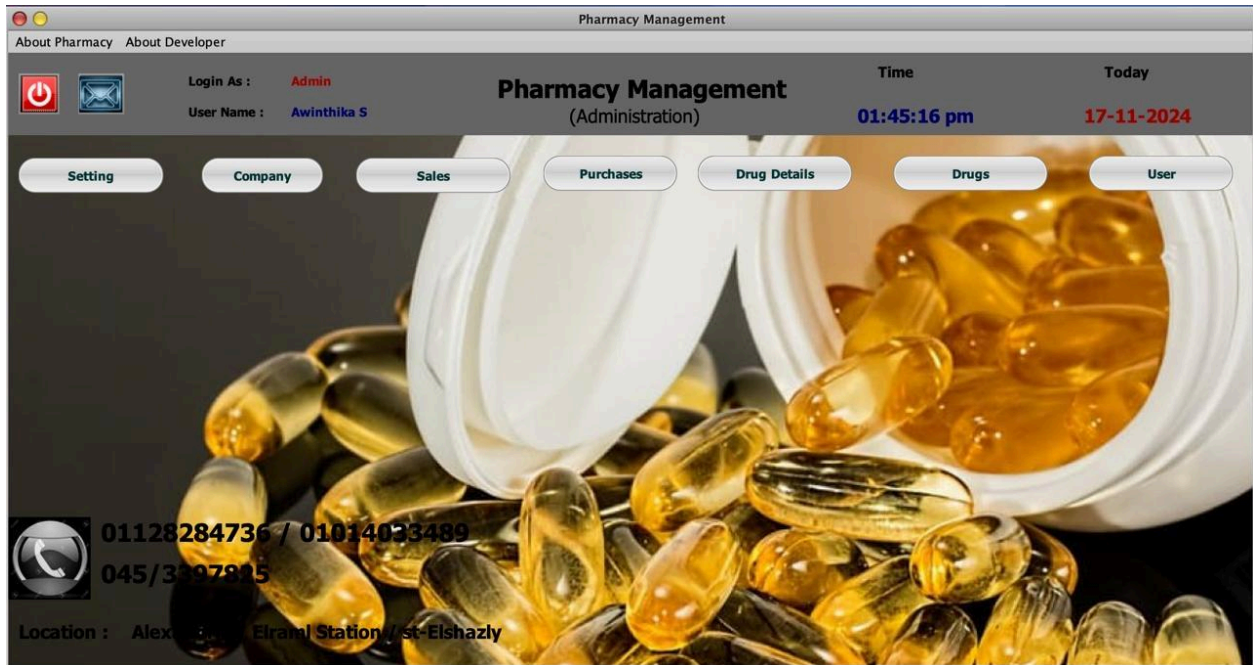 Pharmacy Management
About Pharmacy About Developer
Login As : Admin
User Name : Awinthika S
Pharmacy Management
(Administration)
Time
01:45:16 pm
Today
17-11-2024
Setting Company Sales Purchases Drug Details Drugs User
01128284736 / 01014033489
045/3397825
Location : Elraml Station / st-Elshazly